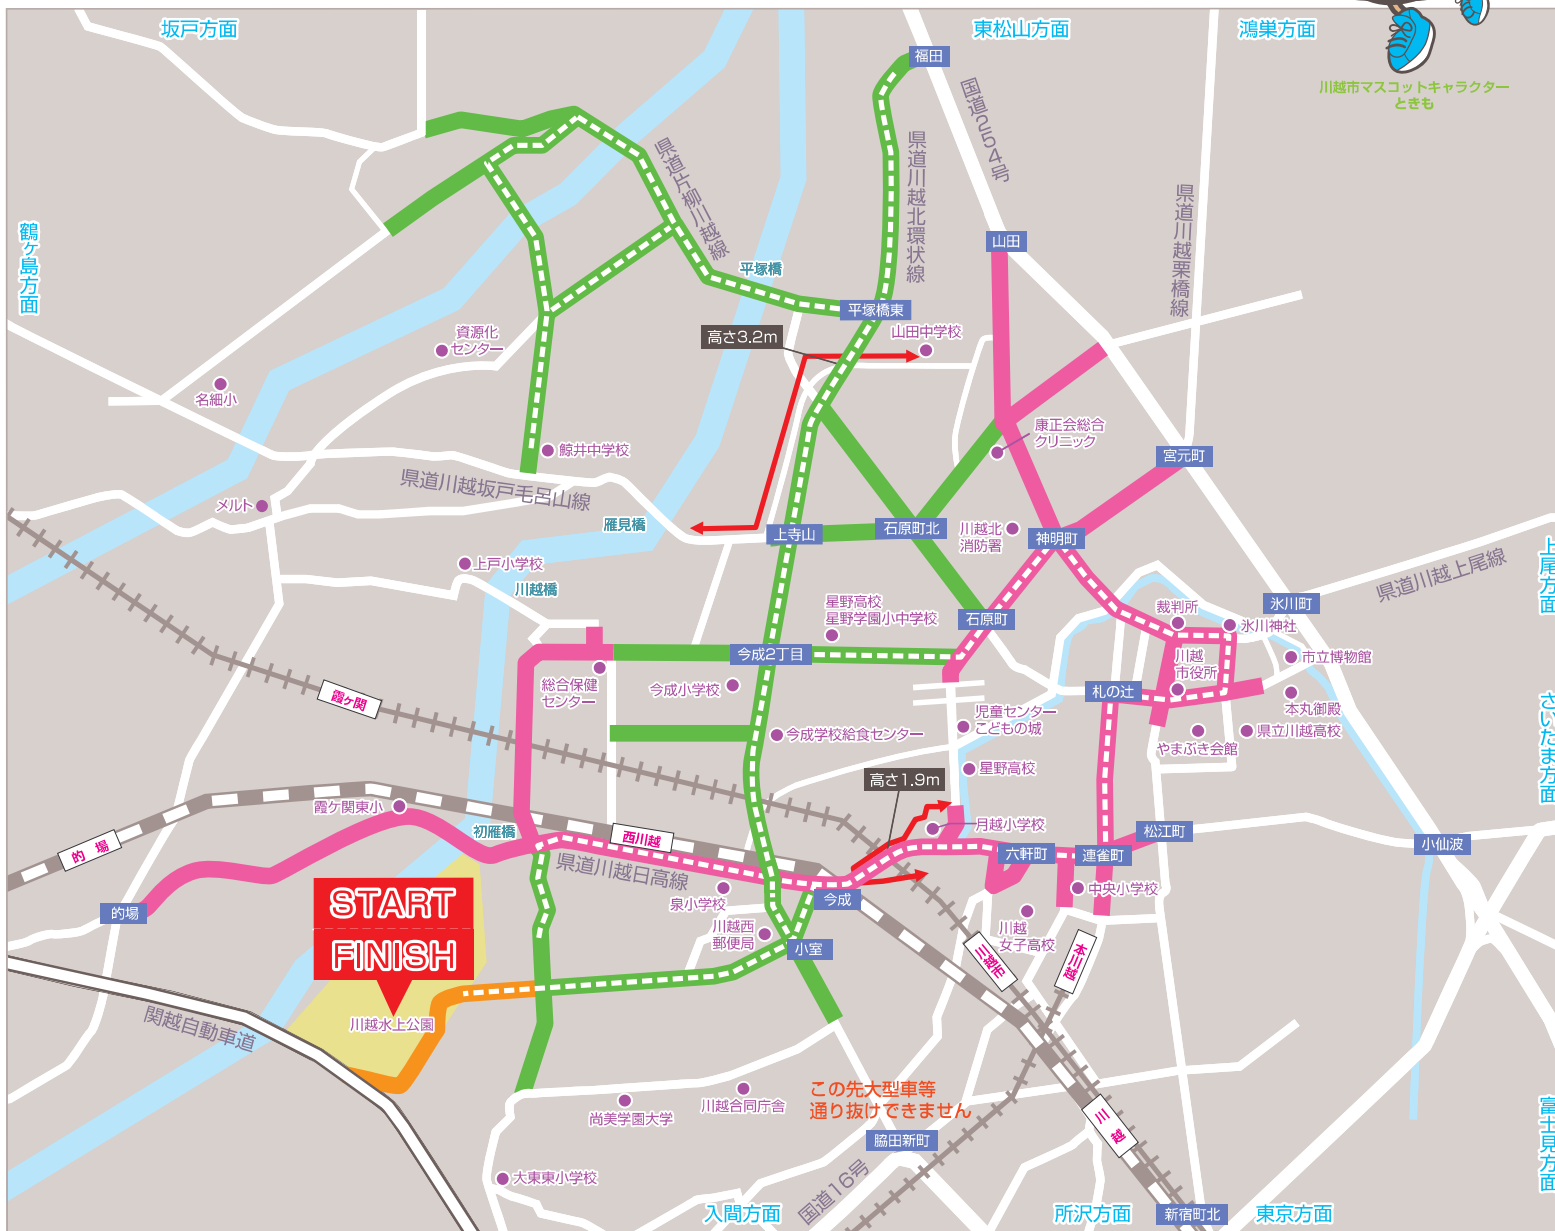 坂戸方面
東松山方面
鴻巣方面
川越市マスコットキャラクター
ときも
福田
国道254号
県道川越北環状線
県道片柳川越線
県道川越栗橋線
鶴ヶ島方面
山田
平塚橋
平塚橋東
高さ3.2m
山田中学校
資源化
センター
名細小
康正会総合
クリニック
鯨井中学校
宮元町
県道川越坂戸毛呂山線
メルト
雁見橋
上寺山
石原町北
川越北
消防署
神明町
上戸小学校
川越橋
県道川越上尾線
上尾方面
氷川町
星野高校
星野学園小中学校
石原町
裁判所
氷川神社
今成2丁目
川越
市役所
市立博物館
総合保健
センター
今成小学校
札の辻
霞ヶ関
本丸御殿
さいたま方面
児童センター
こどもの城
今成学校給食センター
やまぶき会館
県立川越高校
星野高校
高さ1.9m
霞ケ関東小
初雁橋
西川越
月越小学校
松江町
的場
六軒町
連雀町
小仙波
県道川越日高線
泉小学校
今成
中央小学校
的場
START
FINISH
川越西
郵便局
小室
川越
女子高校
川越市
本川越
川越水上公園
関越自動車道
この先大型車等
通り抜けできません
尚美学園大学
川越合同庁舎
川越
脇田新町
富士見方面
大東東小学校
国道16号
入間方面
所沢方面
新宿町北
東京方面